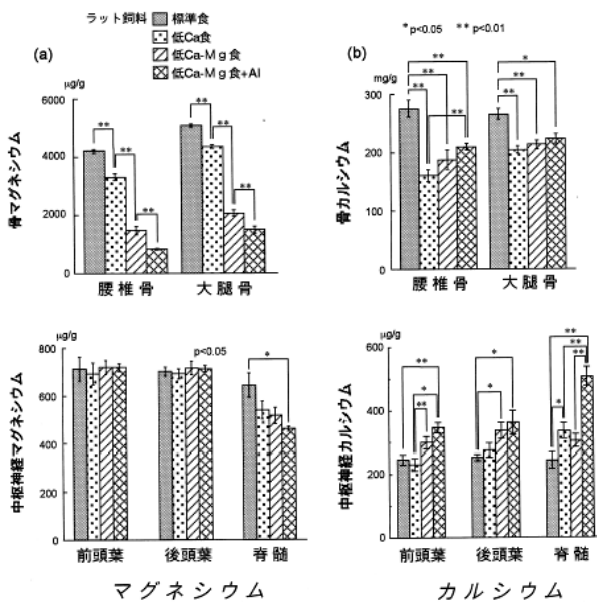 ラット飼料
標準食
低Ca食
低Ca-Mg食
低Ca-Mg食+Al
(a)
μg/g
6000
4000
2000
0
骨マグネシウム
** ** **
** ** **
腰椎骨 大腿骨
(b)
*p<0.05 **p<0.01
mg/g
300
200
100
0
骨カルシウム
** ** ** **
* ** **
腰椎骨 大腿骨
μg/g
800
600
400
200
0
中枢神経マグネシウム
p<0.05
*
前頭葉 後頭葉 脊髄
マグネシウム
μg/g
600
400
200
0
中枢神経カルシウム
** * **
* *
** ** ** *
前頭葉 後頭葉 脊髄
カルシウム